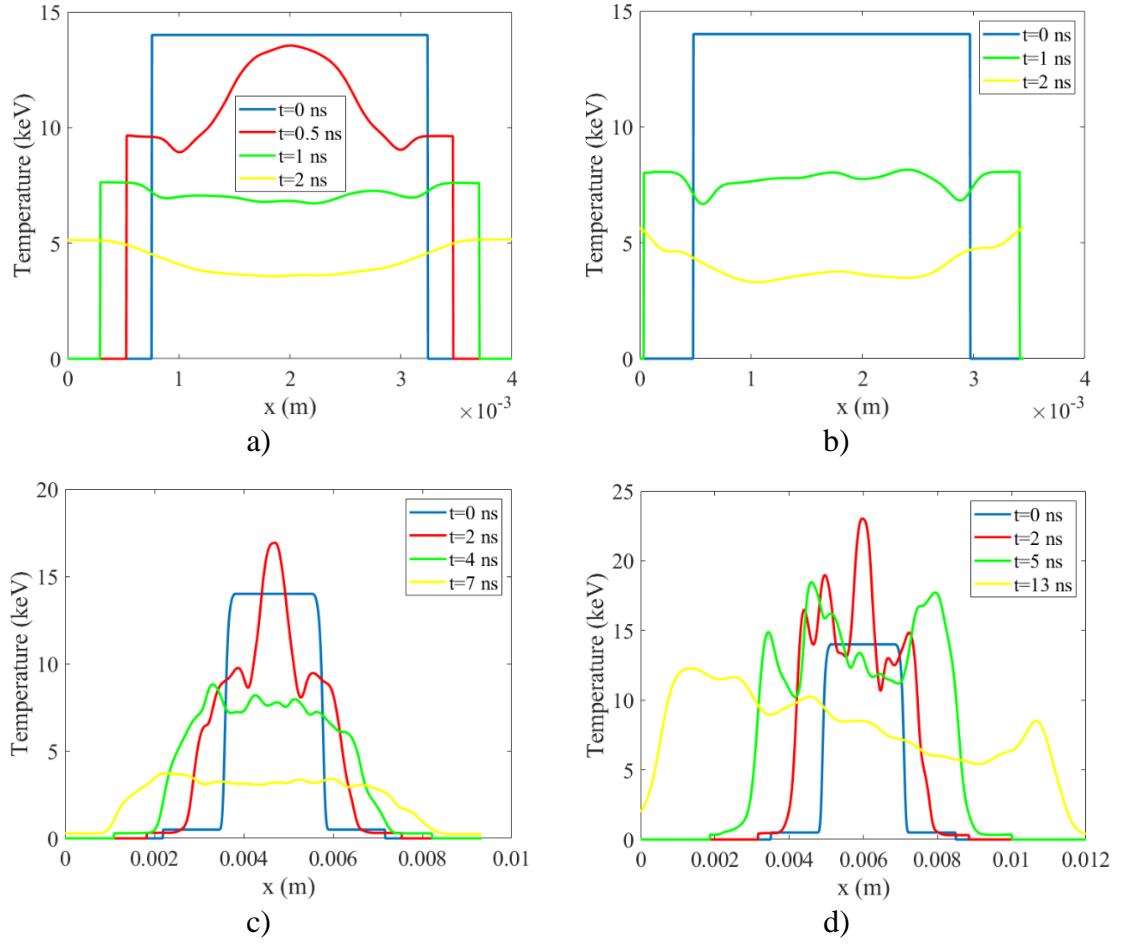 15
10
5
0
Temperature (keV)
t=0 ns
t=0.5 ns
t=1 ns
t=2 ns
0 1 2 3 4
x (m)
×10-3
a)
15
10
5
0
Temperature (keV)
t=0 ns
t=1 ns
t=2 ns
0 1 2 3 4
x (m)
×10-3
b)
20
15
10
5
0
Temperature (keV)
t=0 ns
t=2 ns
t=4 ns
t=7 ns
0 0.002 0.004 0.006 0.008 0.01
x (m)
c)
25
20
15
10
5
0
Temperature (keV)
t=0 ns
t=2 ns
t=5 ns
t=13 ns
0 0.002 0.004 0.006 0.008 0.01 0.012
x (m)
d)